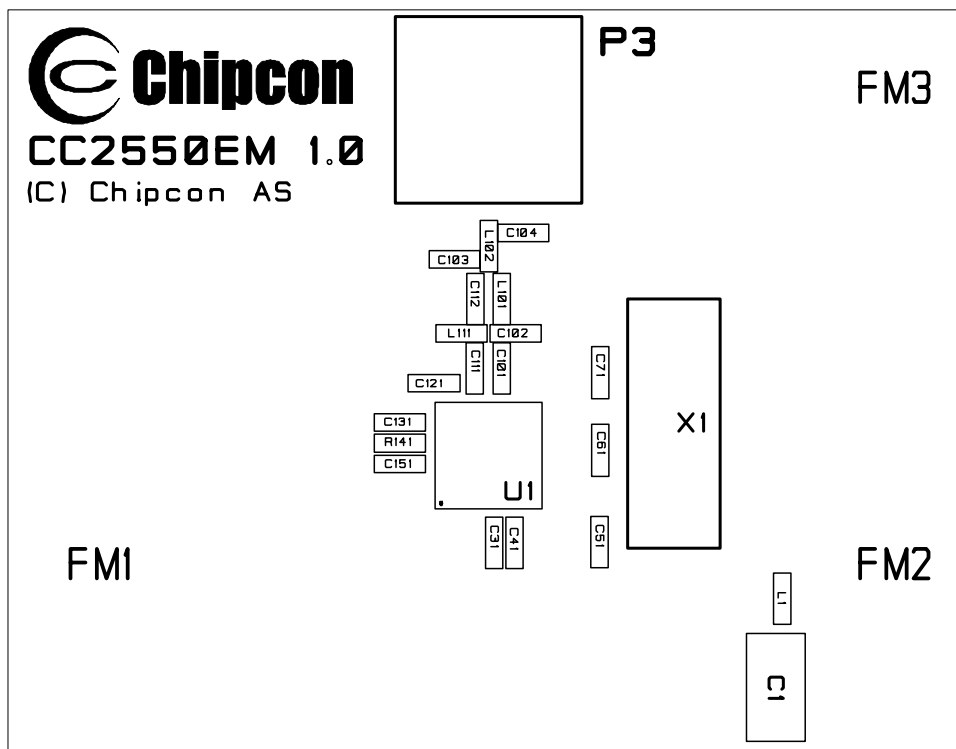 Chipcon
P3
FM3
CC2550EM 1.0
(C) Chipcon AS
C104
L102
C103
C112
L101
L111
C102
C111
C101
C121
C71
C131
R141
C151
X1
C61
U1
C31
C41
C51
FM1
FM2
L1
C1